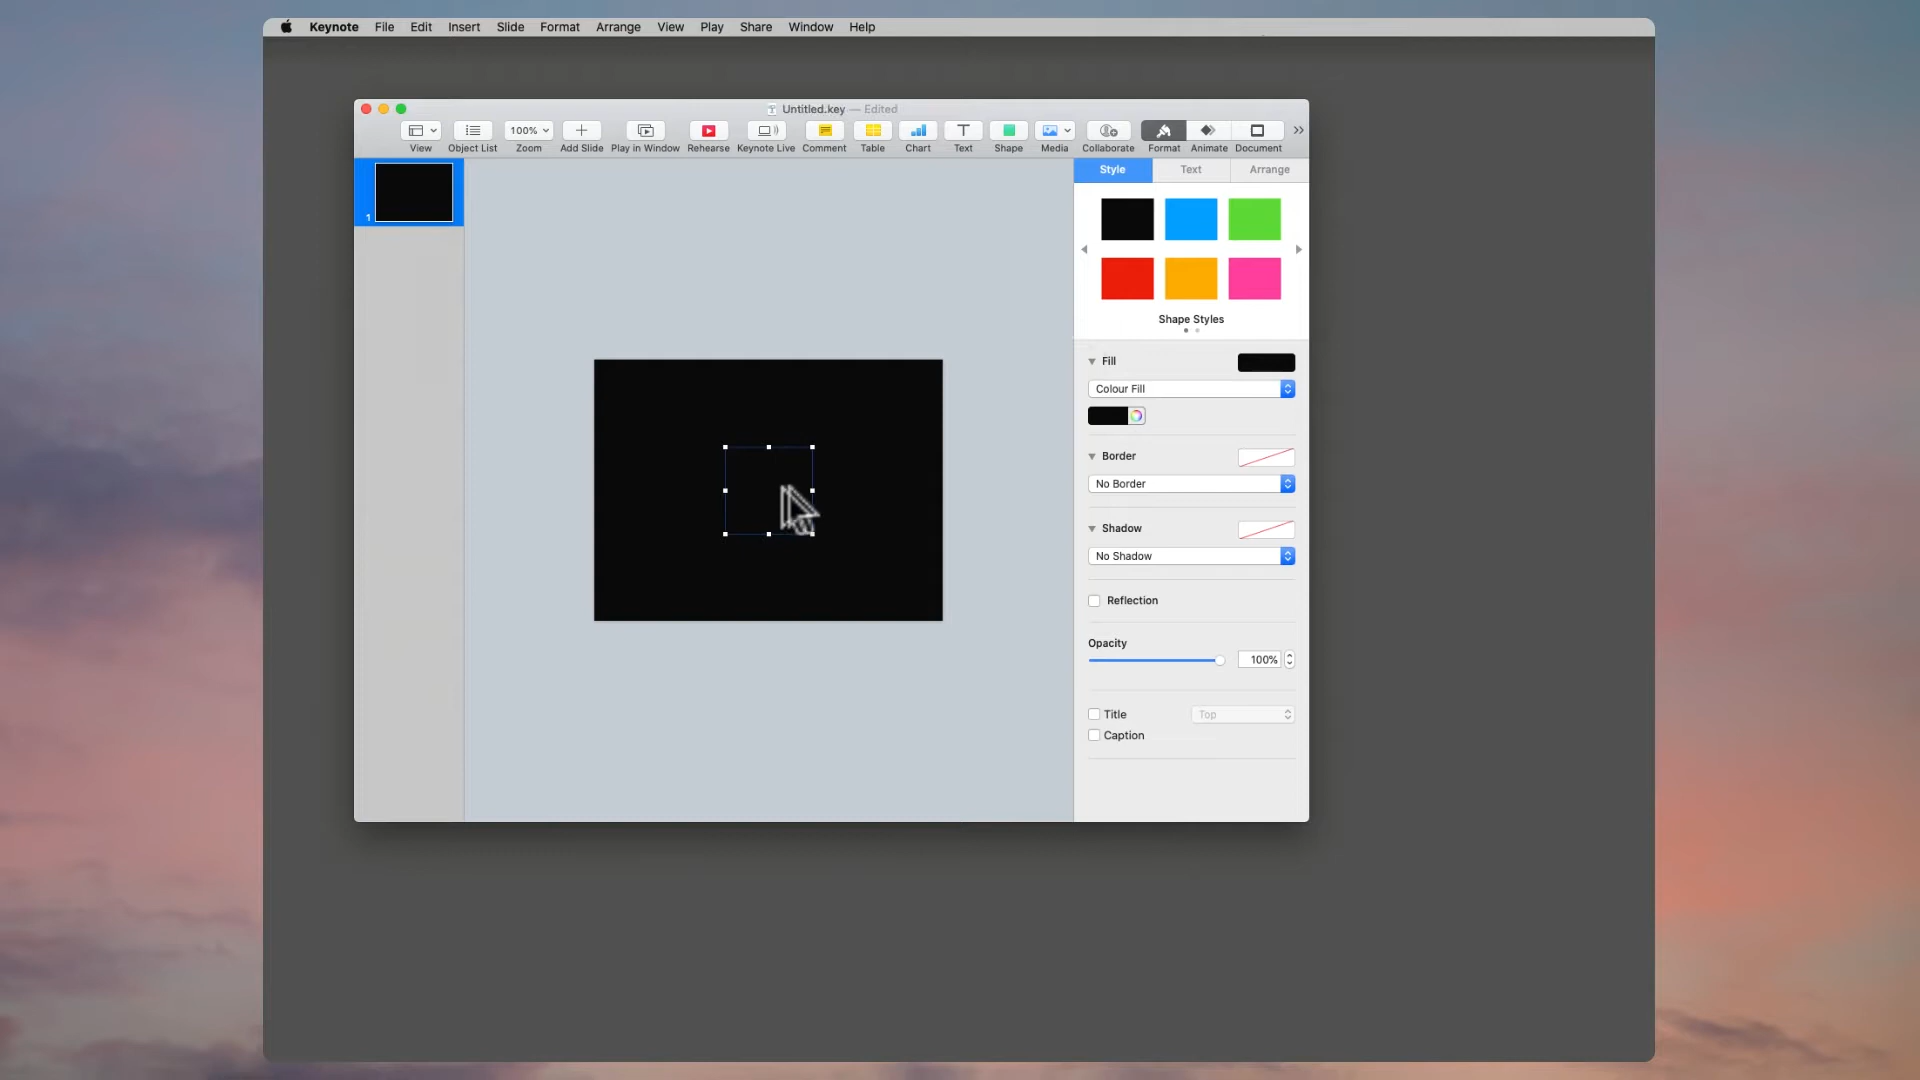 Keynote File Edit Insert Slide Format Arrange View Play Share Window Help
Untitled.key — Edited
100%
View Object List Zoom Add Slide Play in Window Rehearse Keynote Live Comment Table Chart Text Shape Media Collaborate Format Animate Document
1
Style Text Arrange
Shape Styles
Fill
Colour Fill
Border
No Border
Shadow
No Shadow
Reflection
Opacity
100%
Title Top
Caption